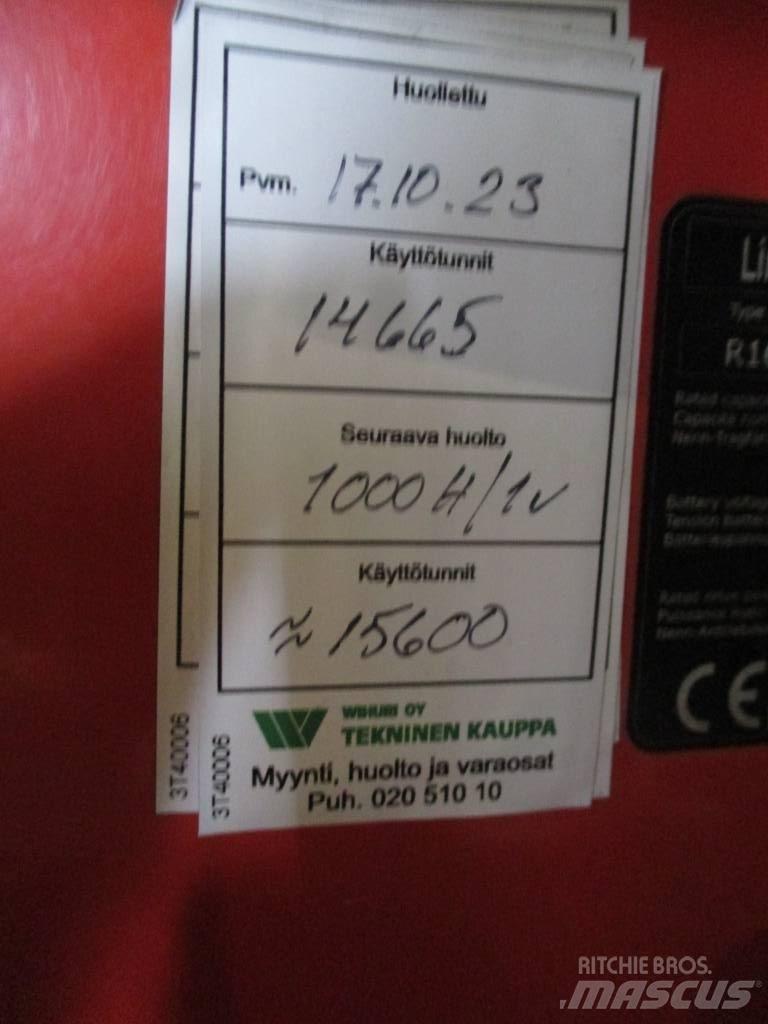 Huollettu
Pvm. 17.10.23
Käyttötunnit
14665
Seuraava huolto
1000 H/1v
Käyttötunnit
≈ 15600
WIHURI OY
TEKNINEN KAUPPA
Myynti, huolto ja varaosat
Puh. 020 510 10
3T40006
3T40006
Type
CE
RITCHIE BROS.
MASCUS